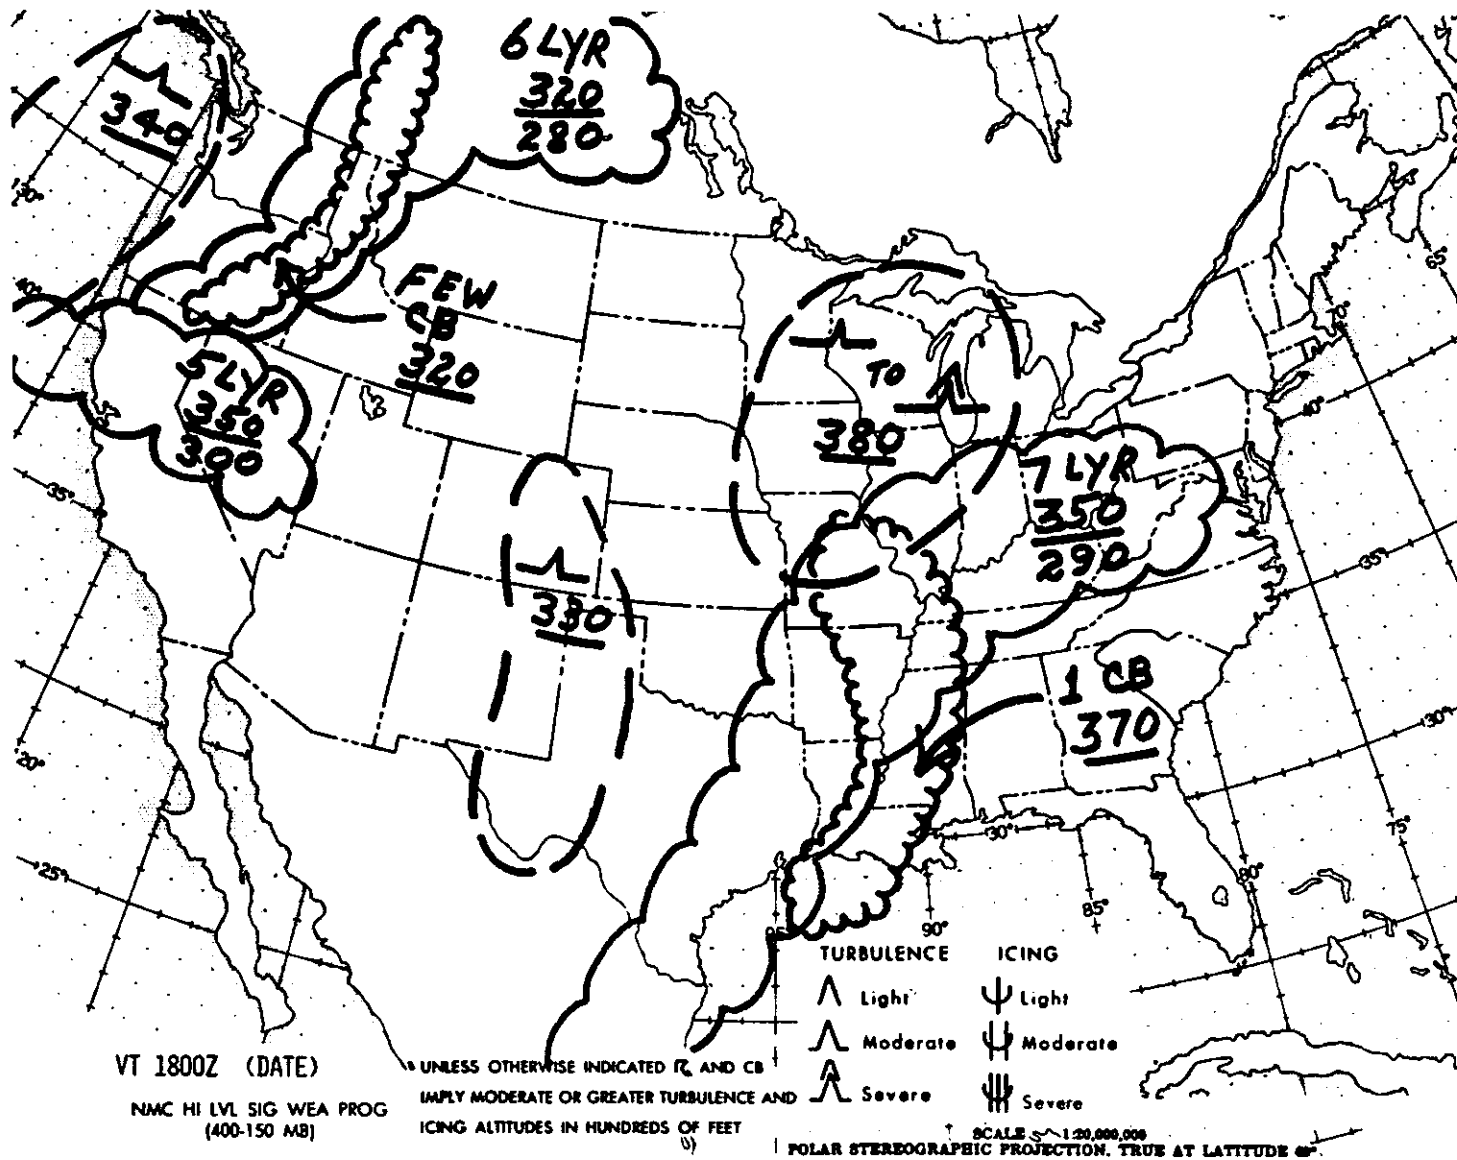 6 LYR
320
280
340
FEW
CB
320
5 LYR
350
300
TO
380
7 LYR
350
290
330
1 CB
370
40°
35°
20°
25°
65°
70°
40°
35°
30°
75°
80°
30°
85°
90°
95°
TURBULENCE ICING
Light Light
Moderate Moderate
Severe Severe
VT 1800Z (DATE)
NMC HI LVL SIG WEA PROG
(400-150 MB)
UNLESS OTHERWISE INDICATED AND CB
IMPLY MODERATE OR GREATER TURBULENCE AND
ICING ALTITUDES IN HUNDREDS OF FEET
SCALE 1:20,000,000
POLAR STEREOGRAPHIC PROJECTION, TRUE AT LATITUDE